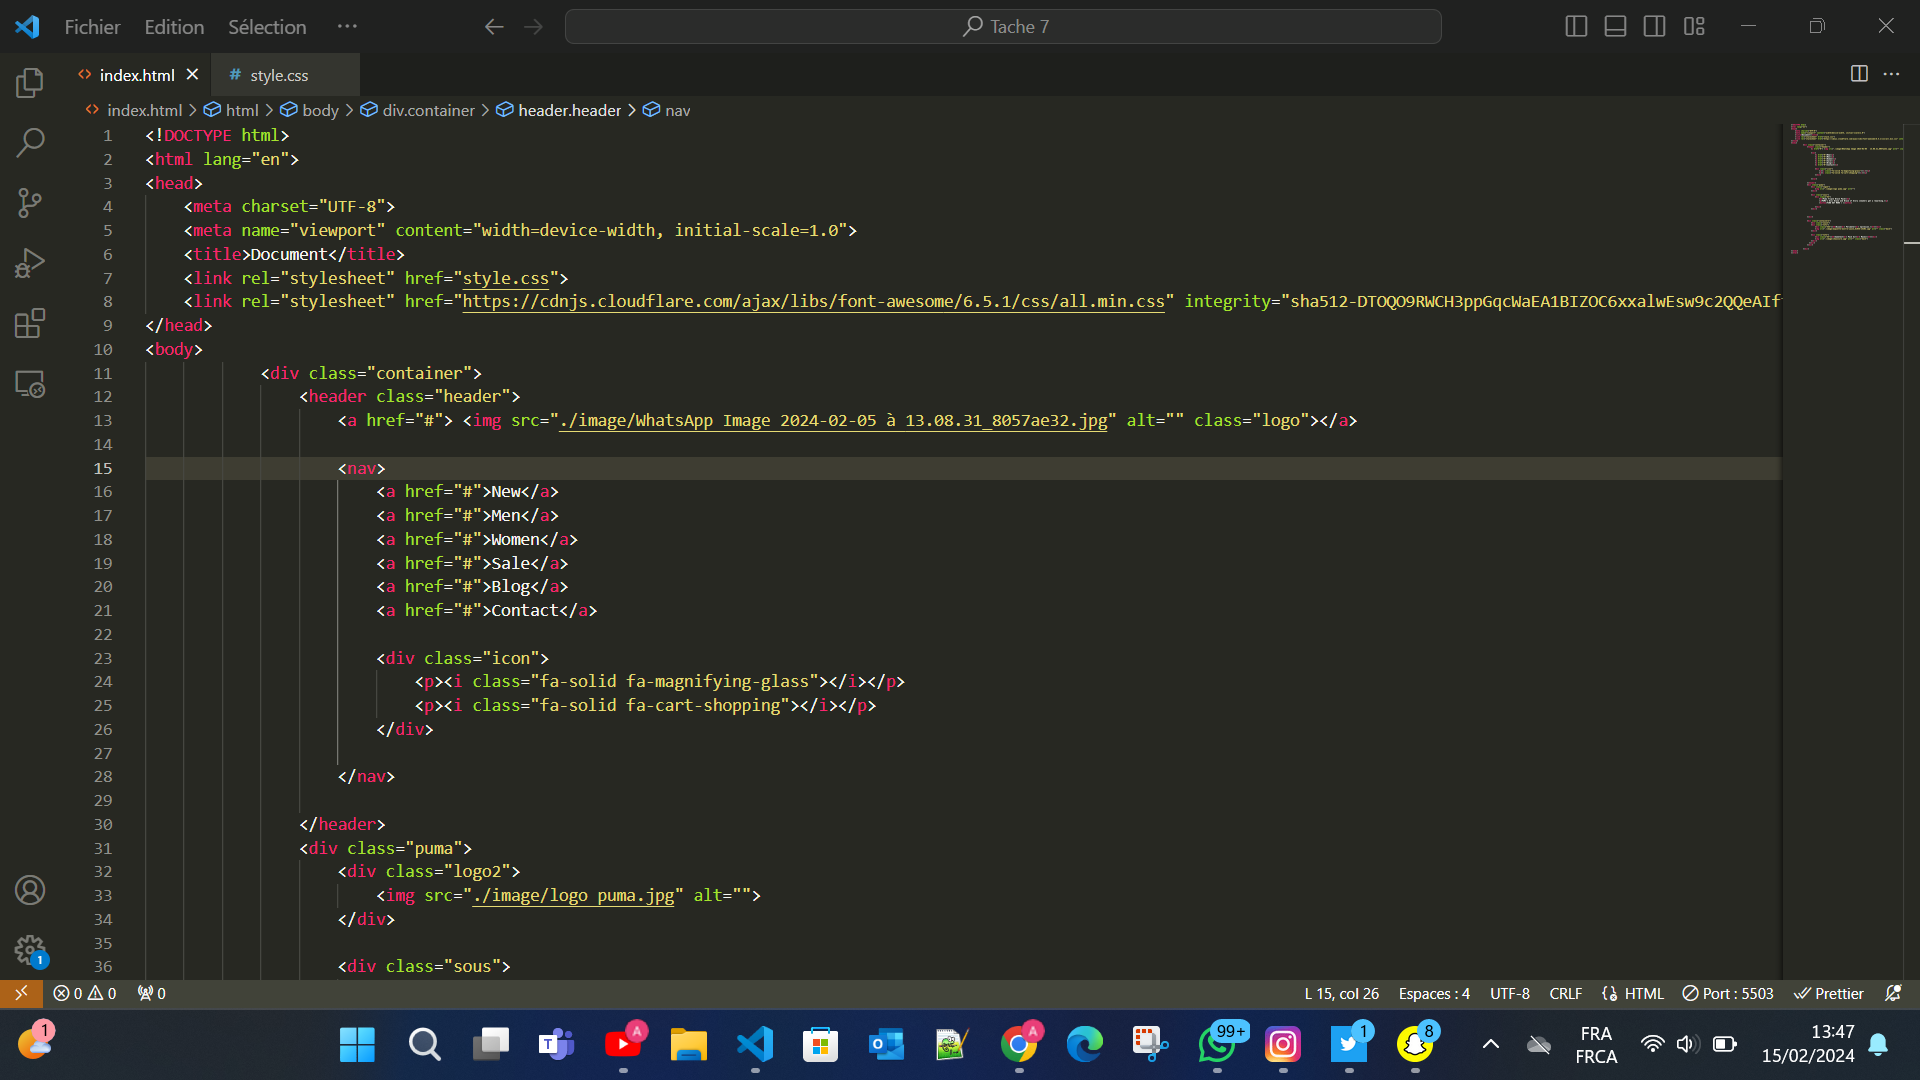 Fichier Edition Sélection ··· Tache 7
index.html style.css
index.html > html > body > div.container > header.header > nav
1 <!DOCTYPE html>
2 <html lang="en">
3 <head>
4 <meta charset="UTF-8">
5 <meta name="viewport" content="width=device-width, initial-scale=1.0">
6 <title>Document</title>
7 <link rel="stylesheet" href="style.css">
8 <link rel="stylesheet" href="https://cdnjs.cloudflare.com/ajax/libs/font-awesome/6.5.1/css/all.min.css" integrity="sha512-DTOQO9RWCH3ppGqcWaEA1BIZOC6xxalwEsw9c2QQeAIf
9 </head>
10 <body>
11 <div class="container">
12 <header class="header">
13 <a href="#"> <img src="./image/WhatsApp Image 2024-02-05 à 13.08.31_8057ae32.jpg" alt="" class="logo"></a>
14
15 <nav>
16 <a href="#">New</a>
17 <a href="#">Men</a>
18 <a href="#">Women</a>
19 <a href="#">Sale</a>
20 <a href="#">Blog</a>
21 <a href="#">Contact</a>
22
23 <div class="icon">
24 <p><i class="fa-solid fa-magnifying-glass"></i></p>
25 <p><i class="fa-solid fa-cart-shopping"></i></p>
26 </div>
27
28 </nav>
29
30 </header>
31 <div class="puma">
32 <div class="logo2">
33 <img src="./image/logo puma.jpg" alt="">
34 </div>
35
36 <div class="sous">
1
0 0 0 L 15, col 26 Espaces : 4 UTF-8 CRLF HTML Port : 5503 Prettier
1 A A 99+ 1 8 FRA 13:47
FRCA 15/02/2024